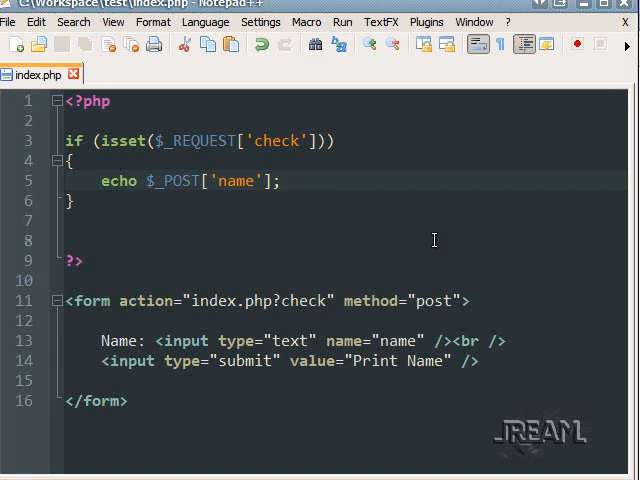 C:\Workspace\test\index.php - Notepad++
File Edit Search View Format Language Settings Macro Run TextFX Plugins Window ? X
index.php
1 <?php
2
3 if (isset($_REQUEST['check']))
4 {
5 echo $_POST['name'];
6 }
7
8
9 ?>
10
11 <form action="index.php?check" method="post">
12
13 Name: <input type="text" name="name" /><br />
14 <input type="submit" value="Print Name" />
15
16 </form>
JREAM